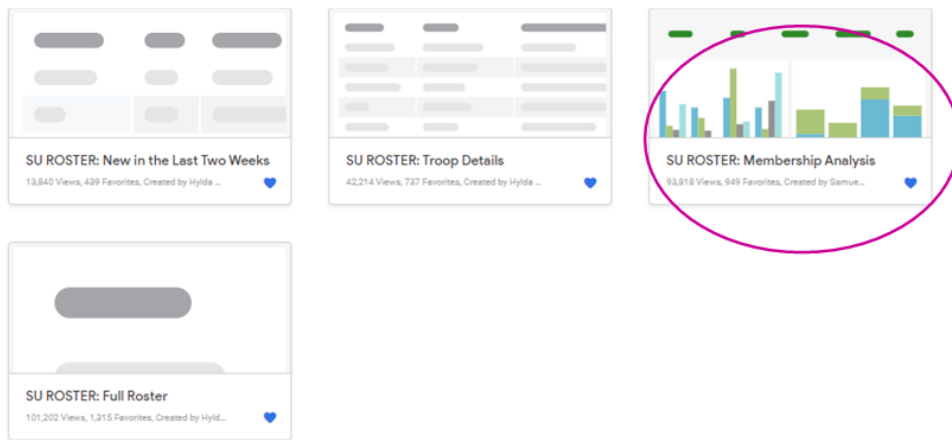 SU ROSTER: New in the Last Two Weeks
13,840 Views, 439 Favorites, Created by Hylda ...
SU ROSTER: Troop Details
42,214 Views, 737 Favorites, Created by Hylda ...
SU ROSTER: Membership Analysis
93,818 Views, 949 Favorites, Created by Samue...
SU ROSTER: Full Roster
101,202 Views, 1,315 Favorites, Created by Hyld...